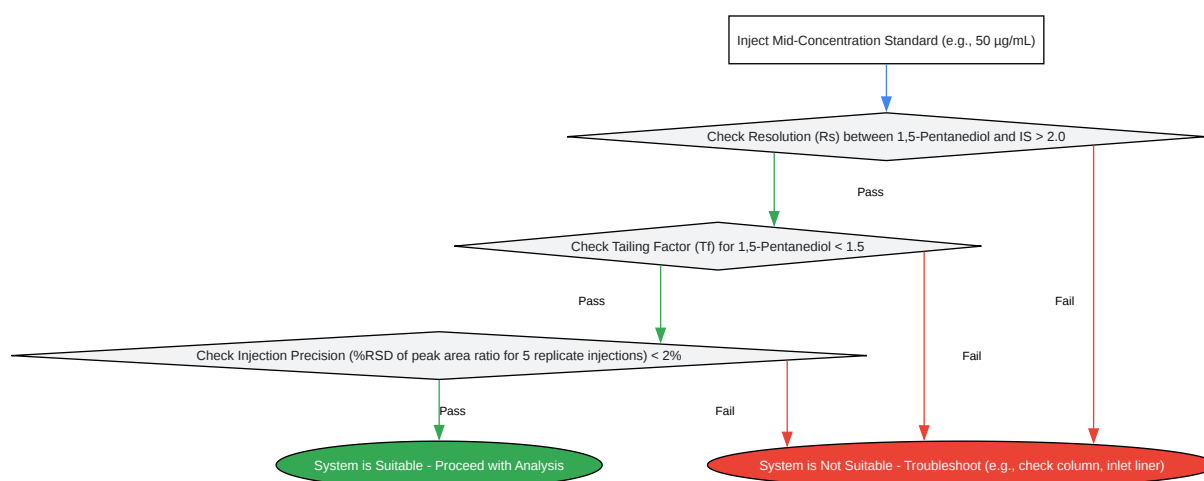 Inject Mid-Concentration Standard (e.g., 50 µg/mL)
Check Resolution (Rs) between 1,5-Pentanediol and IS > 2.0
Pass
Check Tailing Factor (Tf) for 1,5-Pentanediol < 1.5
Pass
Fail
Check Injection Precision (%RSD of peak area ratio for 5 replicate injections) < 2%
Fail
Pass
Fail
System is Suitable - Proceed with Analysis
System is Not Suitable - Troubleshoot (e.g., check column, inlet liner)